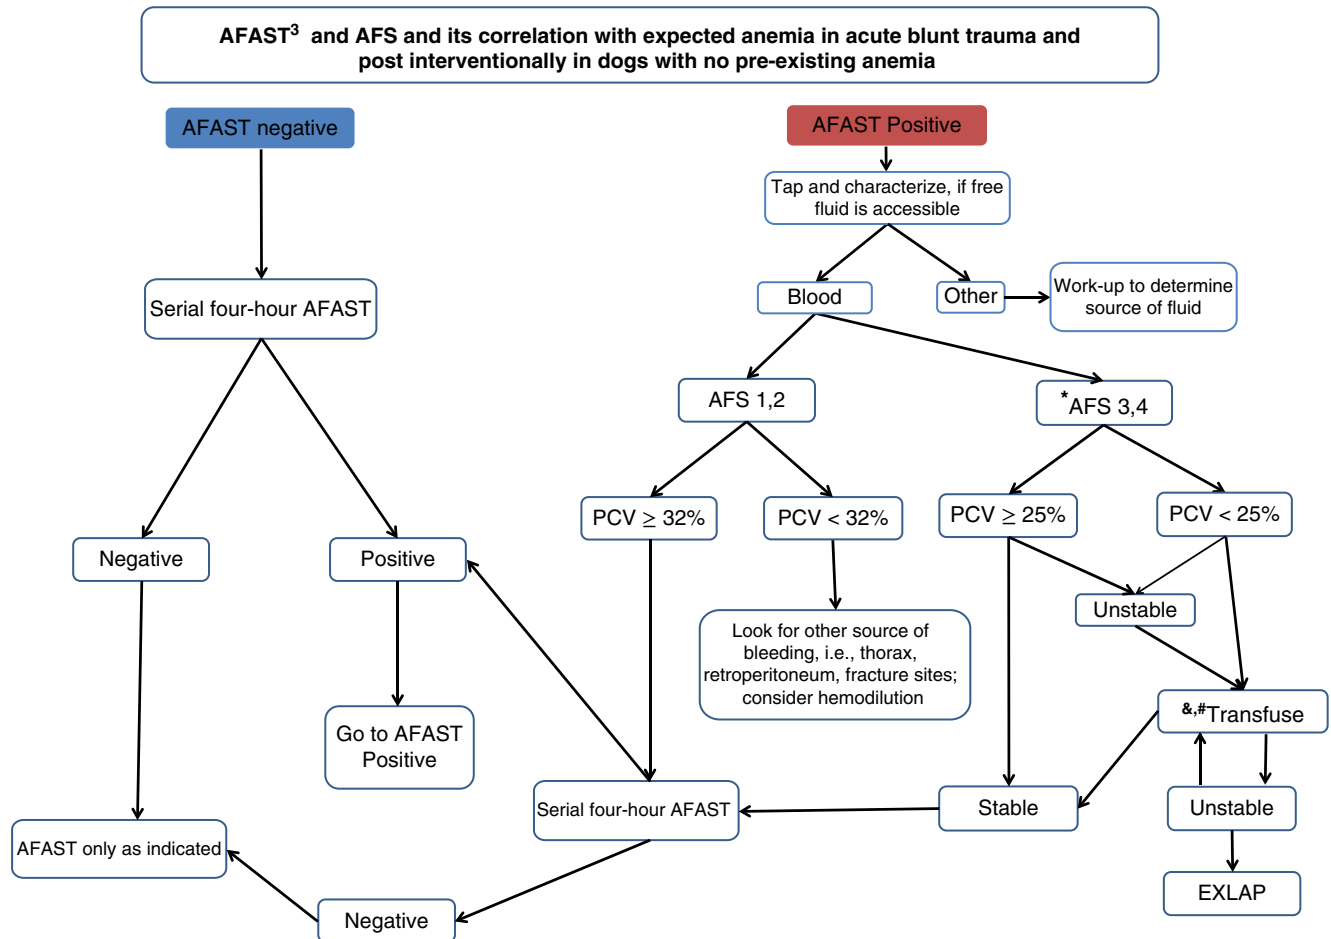 AFAST³ and AFS and its correlation with expected anemia in acute blunt trauma and
post interventionally in dogs with no pre-existing anemia
AFAST negative
AFAST Positive
Tap and characterize, if free
fluid is accessible
Serial four-hour AFAST
Blood
Other
Work-up to determine
source of fluid
AFS 1,2
*AFS 3,4
PCV ≥ 32%
PCV < 32%
PCV ≥ 25%
PCV < 25%
Negative
Positive
Unstable
Look for other source of
bleeding, i.e., thorax,
retroperitoneum, fracture sites;
consider hemodilution
&,#Transfuse
Go to AFAST
Positive
Serial four-hour AFAST
Stable
Unstable
AFAST only as indicated
EXLAP
Negative